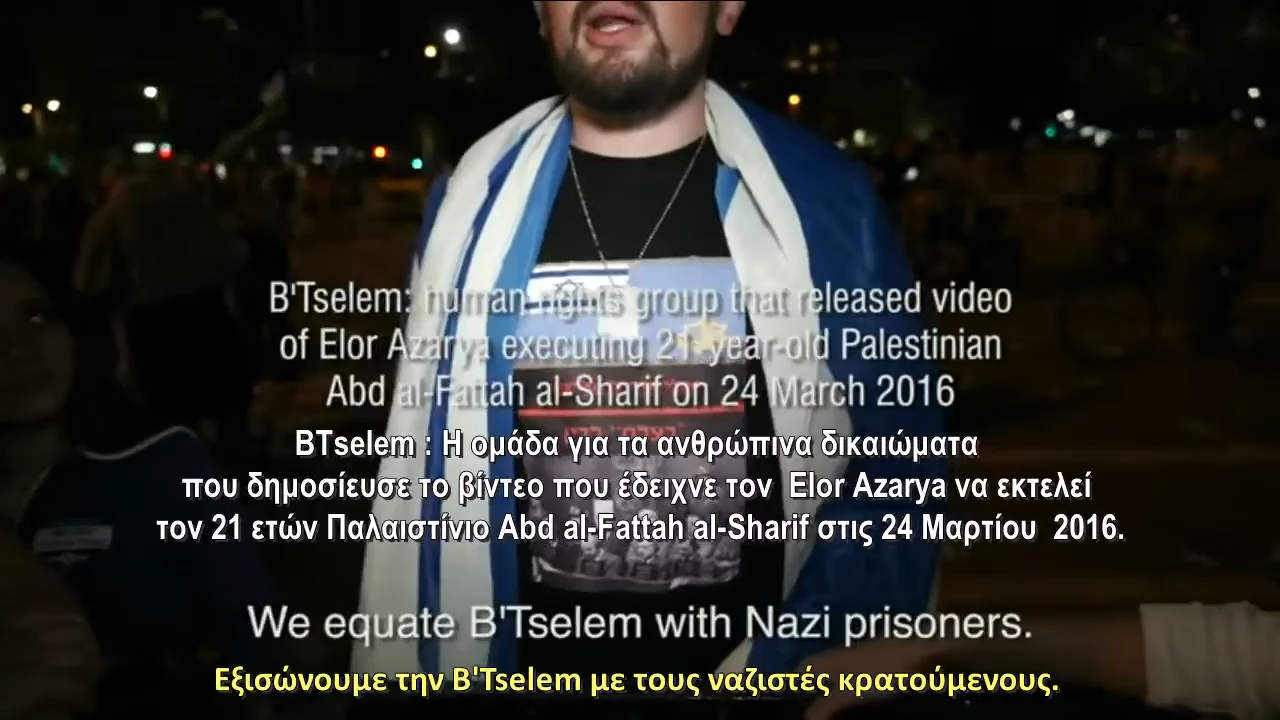 B'Tselem: human rights group that released video
of Elor Azarya executing 21-year-old Palestinian
Abd al-Fattah al-Sharif on 24 March 2016
BTselem : Η ομάδα για τα ανθρώπινα δικαιώματα
που δημοσίευσε το βίντεο που έδειχνε τον Elor Azarya να εκτελεί
τον 21 ετών Παλαιστίνιο Abd al-Fattah al-Sharif στις 24 Μαρτίου 2016.
We equate B'Tselem with Nazi prisoners.
Εξισώνουμε την B'Tselem με τους ναζιστές κρατούμενους.